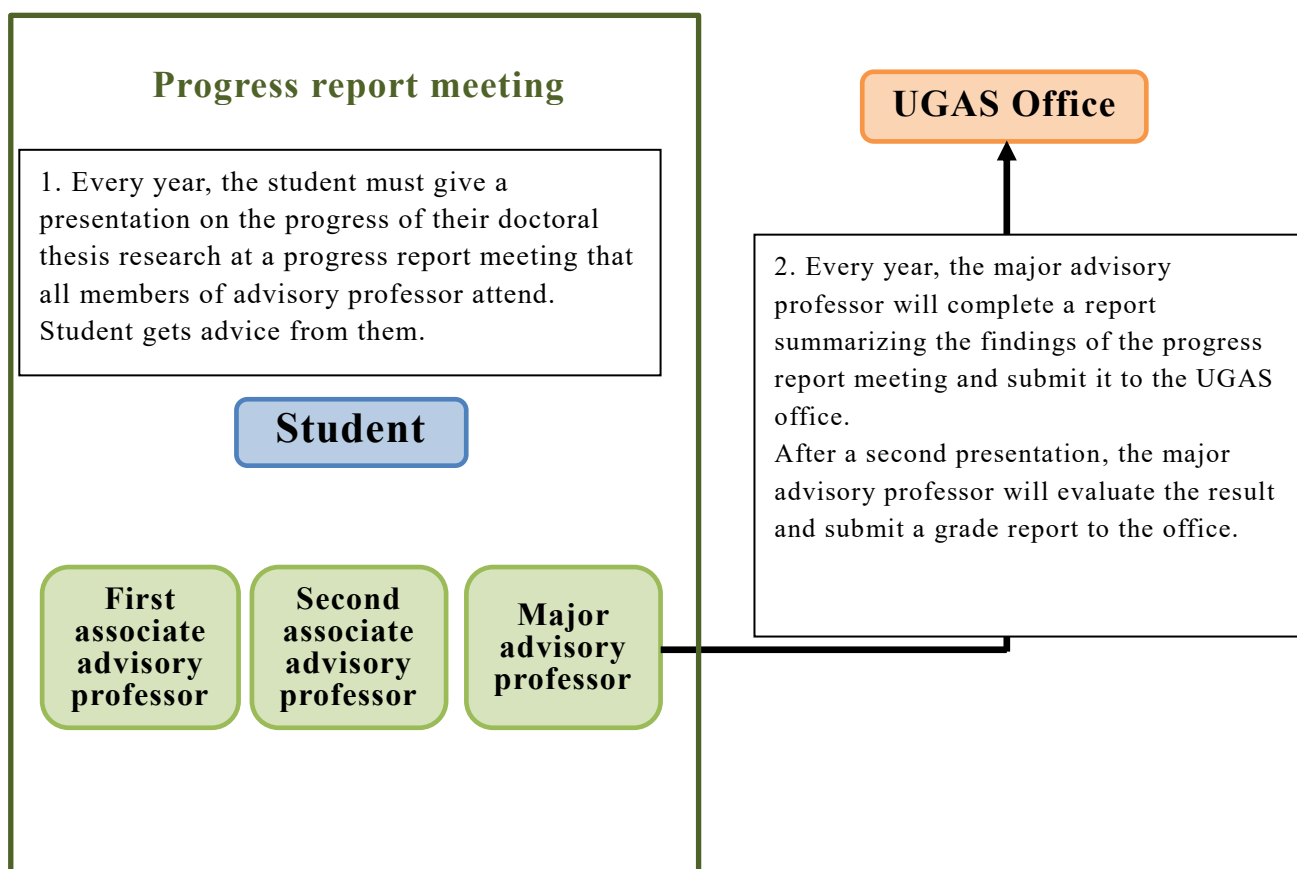 Progress report meeting
1. Every year, the student must give a
presentation on the progress of their doctoral
thesis research at a progress report meeting that
all members of advisory professor attend.
Student gets advice from them.
Student
First
associate
advisory
professor
Second
associate
advisory
professor
Major
advisory
professor
UGAS Office
2. Every year, the major advisory
professor will complete a report
summarizing the findings of the progress
report meeting and submit it to the UGAS
office.
After a second presentation, the major
advisory professor will evaluate the result
and submit a grade report to the office.